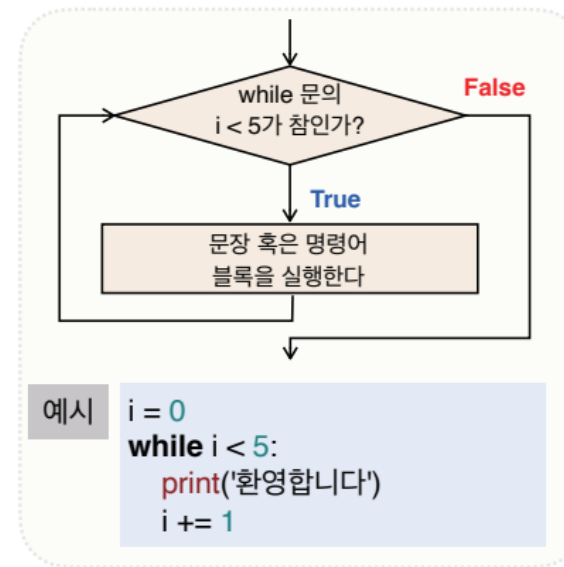 while 문의
i < 5가 참인가?
False
True
문장 혹은 명령어
블록을 실행한다
예시
i = 0
while i < 5:
    print('환영합니다')
    i += 1